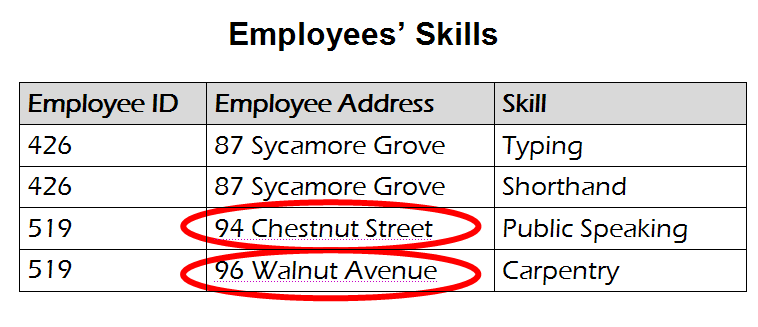 Employees’ Skills
Employee ID Employee Address Skill
426 87 Sycamore Grove Typing
426 87 Sycamore Grove Shorthand
519 94 Chestnut Street Public Speaking
519 96 Walnut Avenue Carpentry